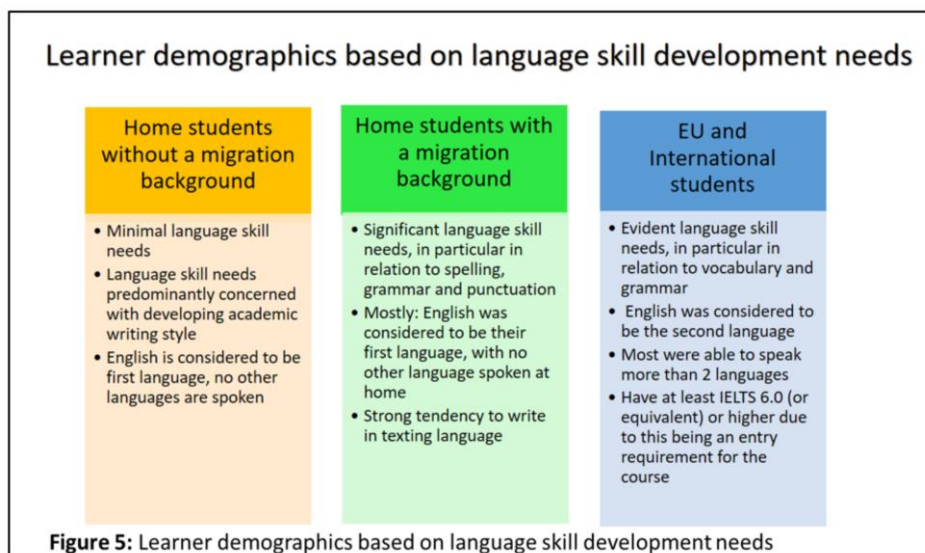 Learner demographics based on language skill development needs
Home students
without a migration
background
• Minimal language skill
needs
• Language skill needs
predominantly concerned
with developing academic
writing style
• English is considered to be
first language, no other
languages are spoken
Home students with
a migration
background
• Significant language skill
needs, in particular in
relation to spelling,
grammar and punctuation
• Mostly: English was
considered to be their
first language, with no
other language spoken at
home
• Strong tendency to write
in texting language
EU and
International
students
• Evident language skill
needs, in particular in
relation to vocabulary and
grammar
• English was considered to
be the second language
• Most were able to speak
more than 2 languages
• Have at least IELTS 6.0 (or
equivalent) or higher due
to this being an entry
requirement for the
course
Figure 5: Learner demographics based on language skill development needs